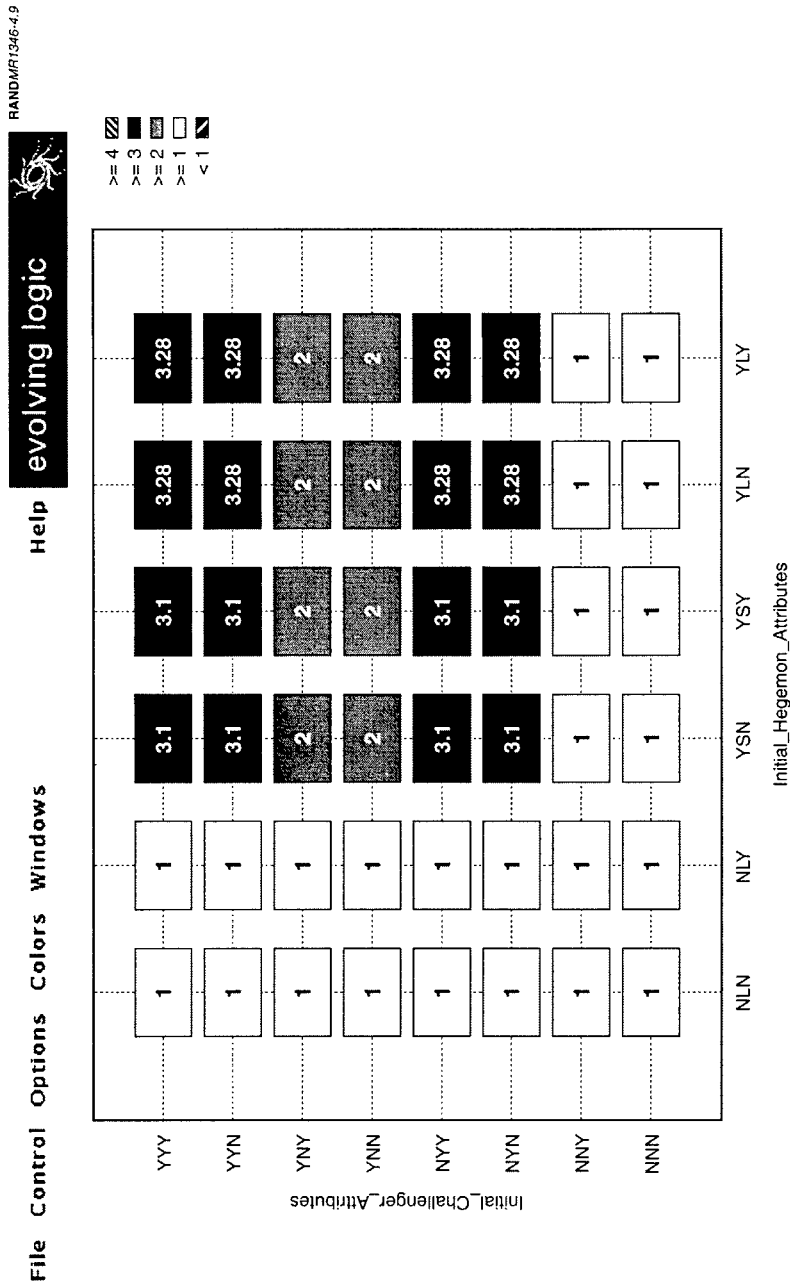 RANDMR1346-4.9
File Control Options Colors Windows Help evolving logic
>= 4
>= 3
>= 2
>= 1
< 1
Initial_Challenger_Attributes
YYY 1 1 3.1 3.1 3.28 3.28
YYN 1 1 3.1 3.1 3.28 3.28
YNY 1 1 2 2 2 2
YNN 1 1 2 2 2 2
NYY 1 1 3.1 3.1 3.28 3.28
NYN 1 1 3.1 3.1 3.28 3.28
NNY 1 1 1 1 1 1
NNN 1 1 1 1 1 1
NLN NLY YSN YSY YLN YLY
Initial_Hegemon_Attributes